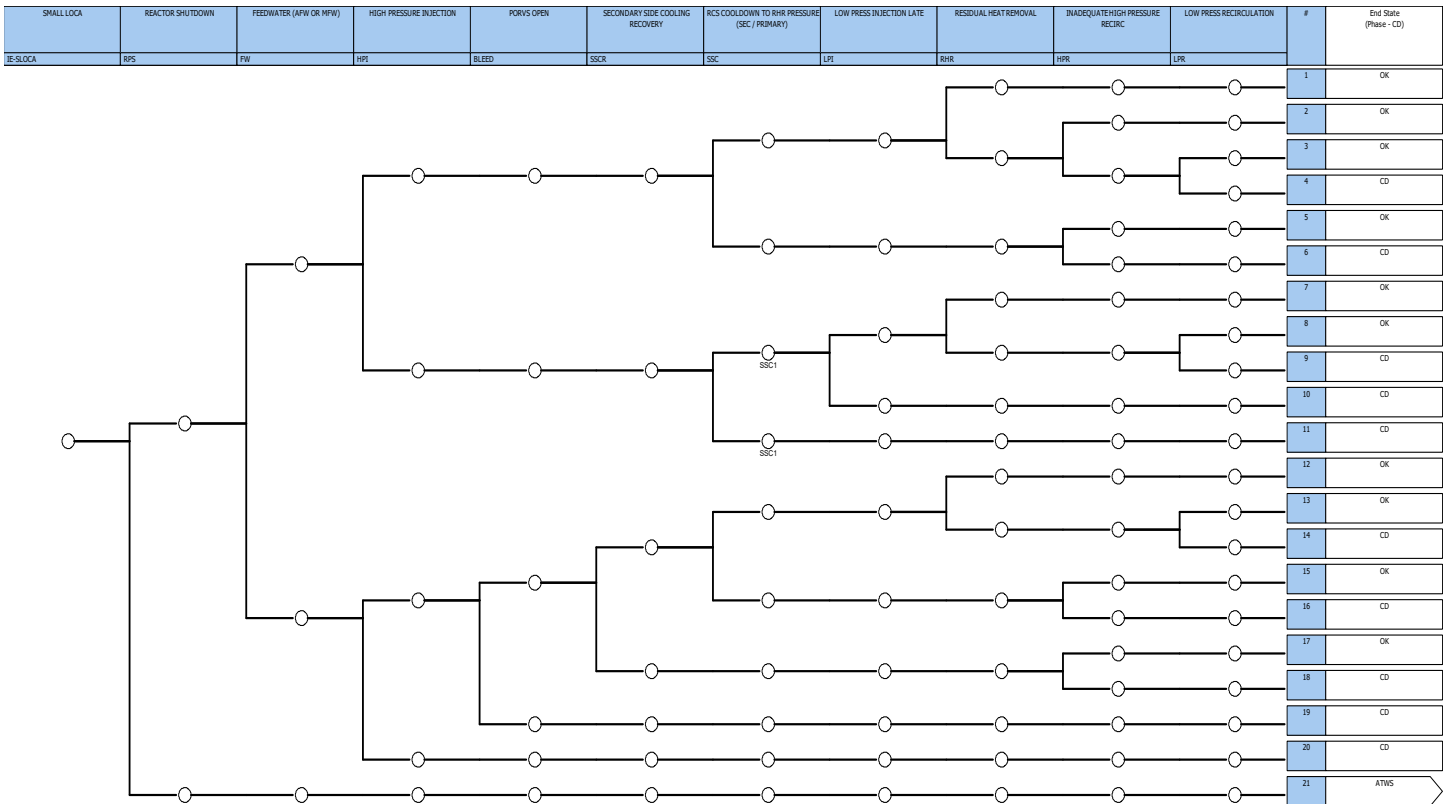 SMALL LOCA
REACTOR SHUTDOWN
FEEDWATER (AFW OR MFW)
HIGH PRESSURE INJECTION
PORVS OPEN
SECONDARY SIDE COOLING
RECOVERY
RCS COOLDOWN TO RHR PRESSURE
(SEC / PRIMARY)
LOW PRESS INJECTION LATE
RESIDUAL HEAT REMOVAL
INADEQUATE HIGH PRESSURE
RECIRC
LOW PRESS RECIRCULATION
#
End State
(Phase - CD)
IE-SLOCA
RPS
FW
HPI
BLEED
SSCR
SSC
LPI
RHR
HPR
LPR
1 OK
2 OK
3 OK
4 CD
5 OK
6 CD
7 OK
8 OK
SSC1
9 CD
10 CD
11 CD
SSC1
12 OK
13 OK
14 CD
15 OK
16 CD
17 OK
18 CD
19 CD
20 CD
21 ATWS